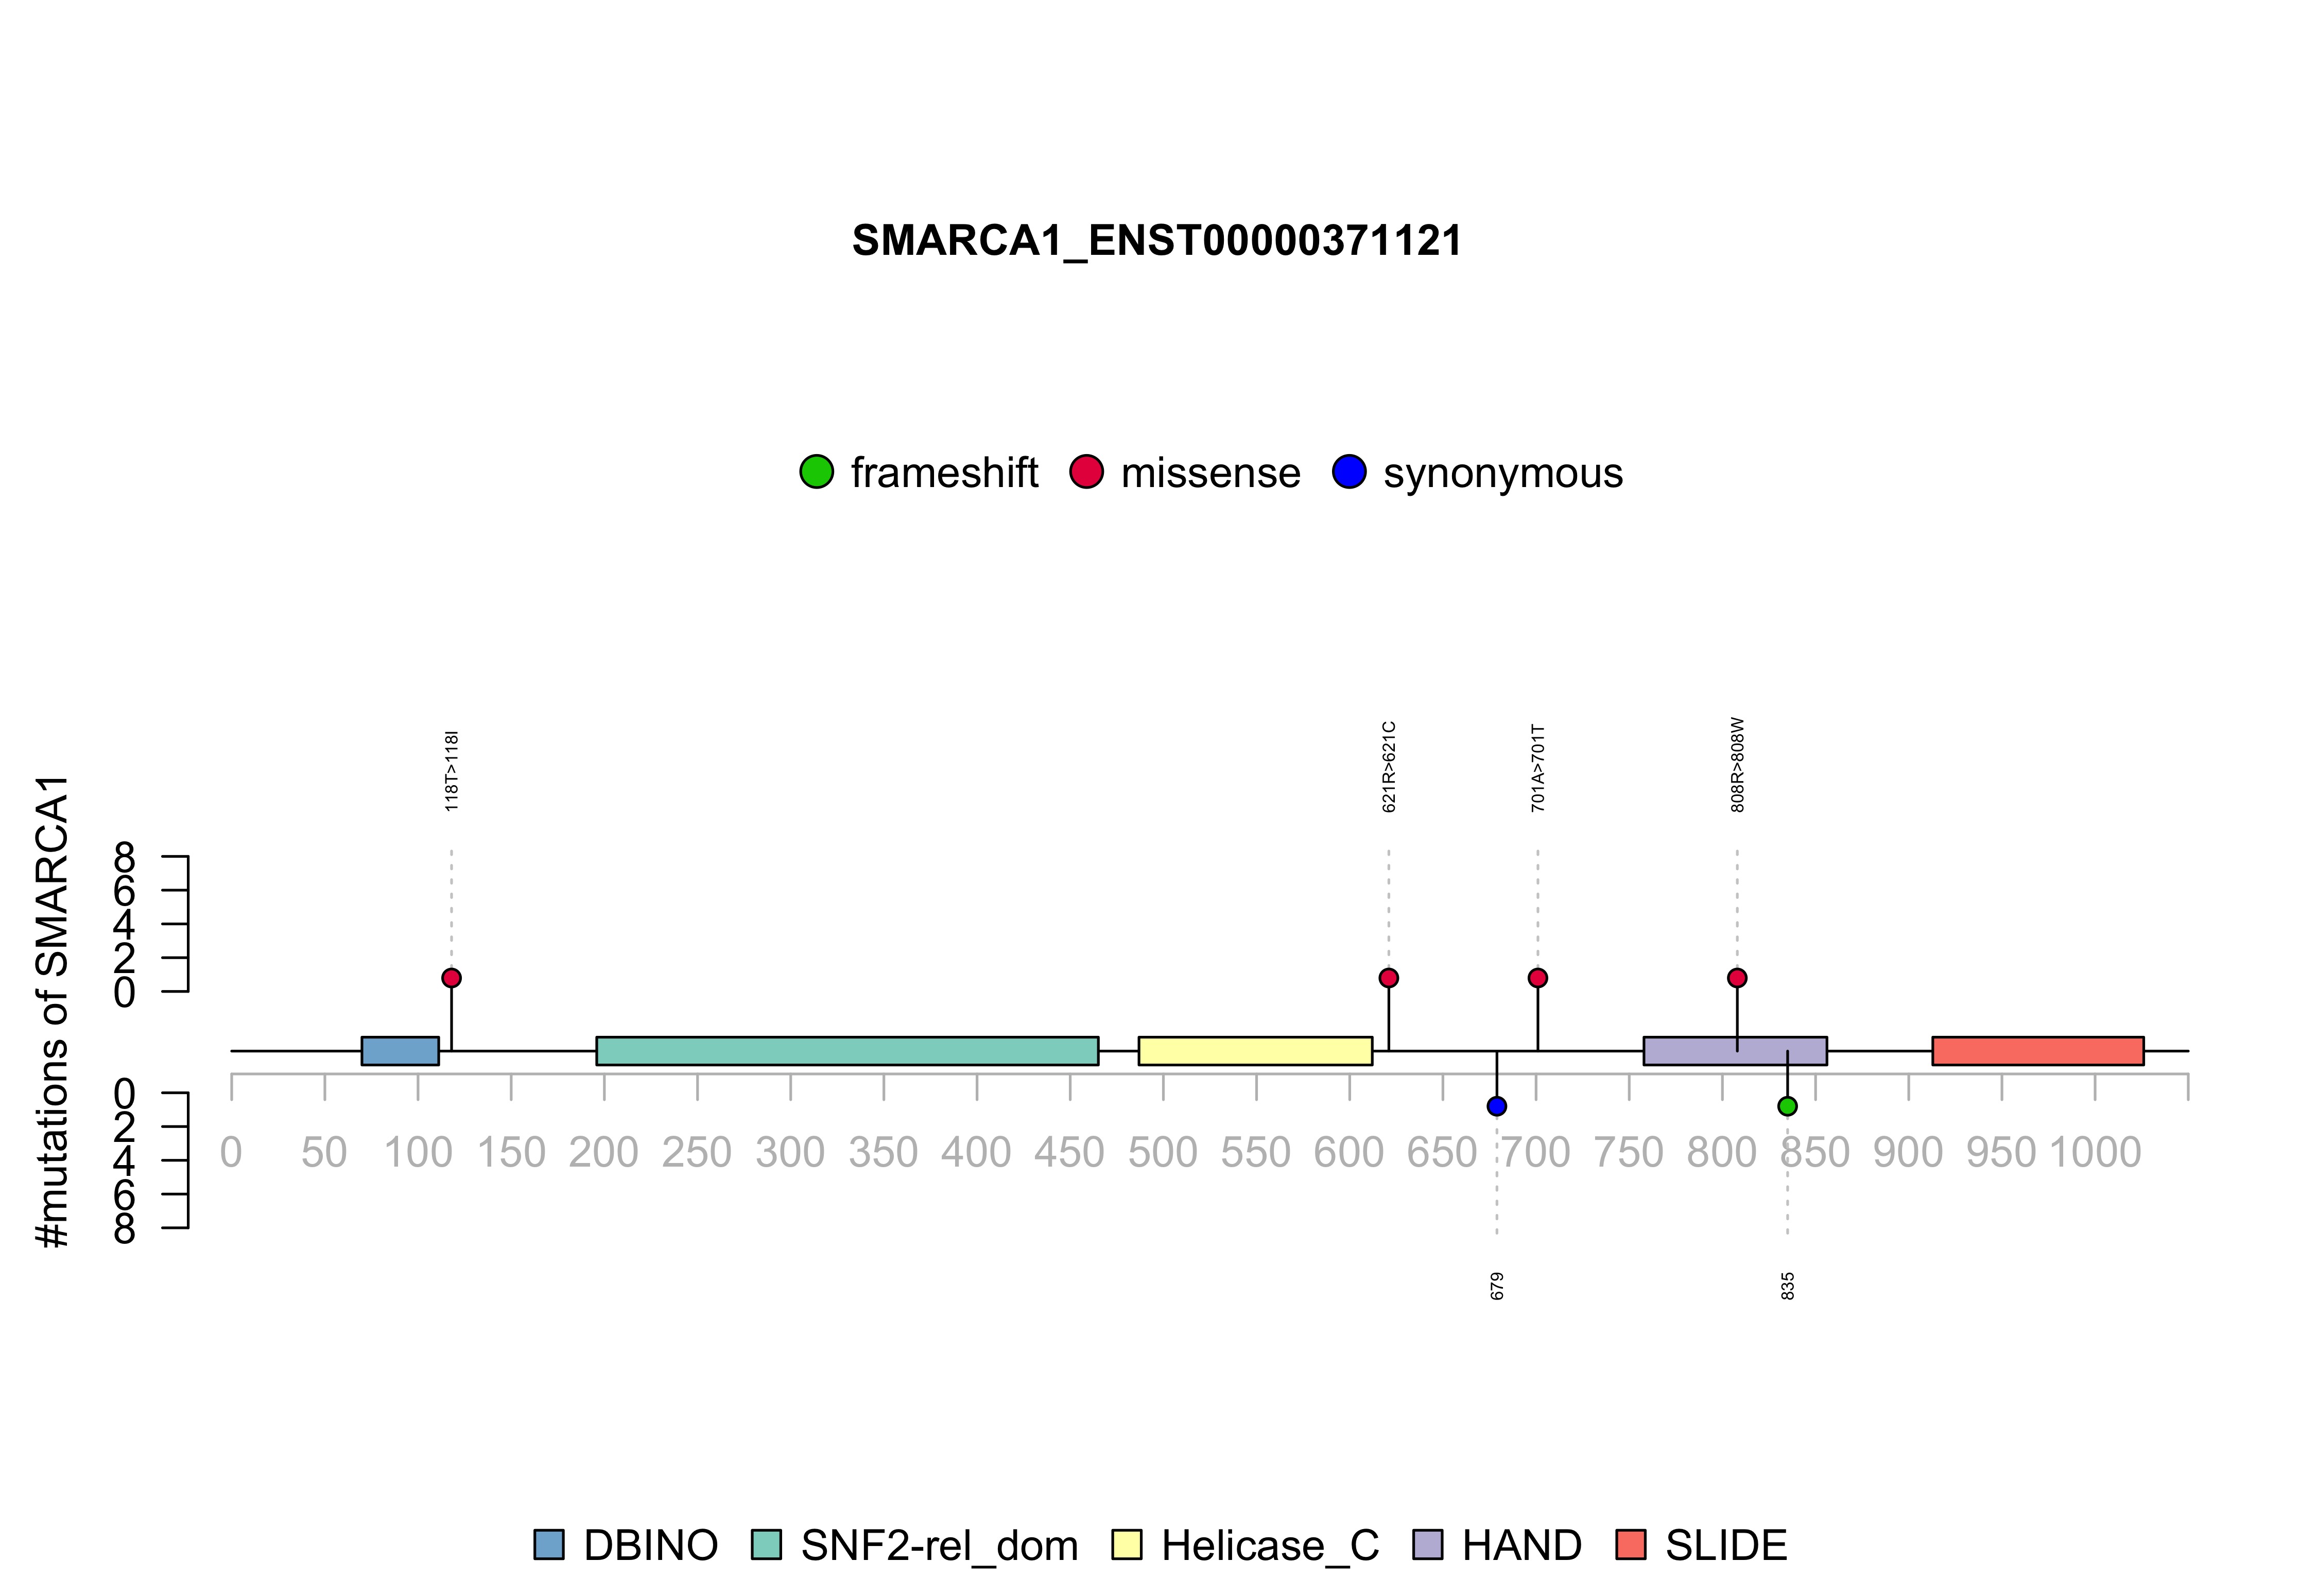 SMARCA1_ENST00000371121
frameshift missense synonymous
118T>118I 621R>621C 701A>701T 808R>808W
#mutations of SMARCA1
8
6
4
2
0
0
2
4
6
8
0 50 100 150 200 250 300 350 400 450 500 550 600 650 700 750 800 850 900 950 1000
679 835
DBINO SNF2-rel_dom Helicase_C HAND SLIDE